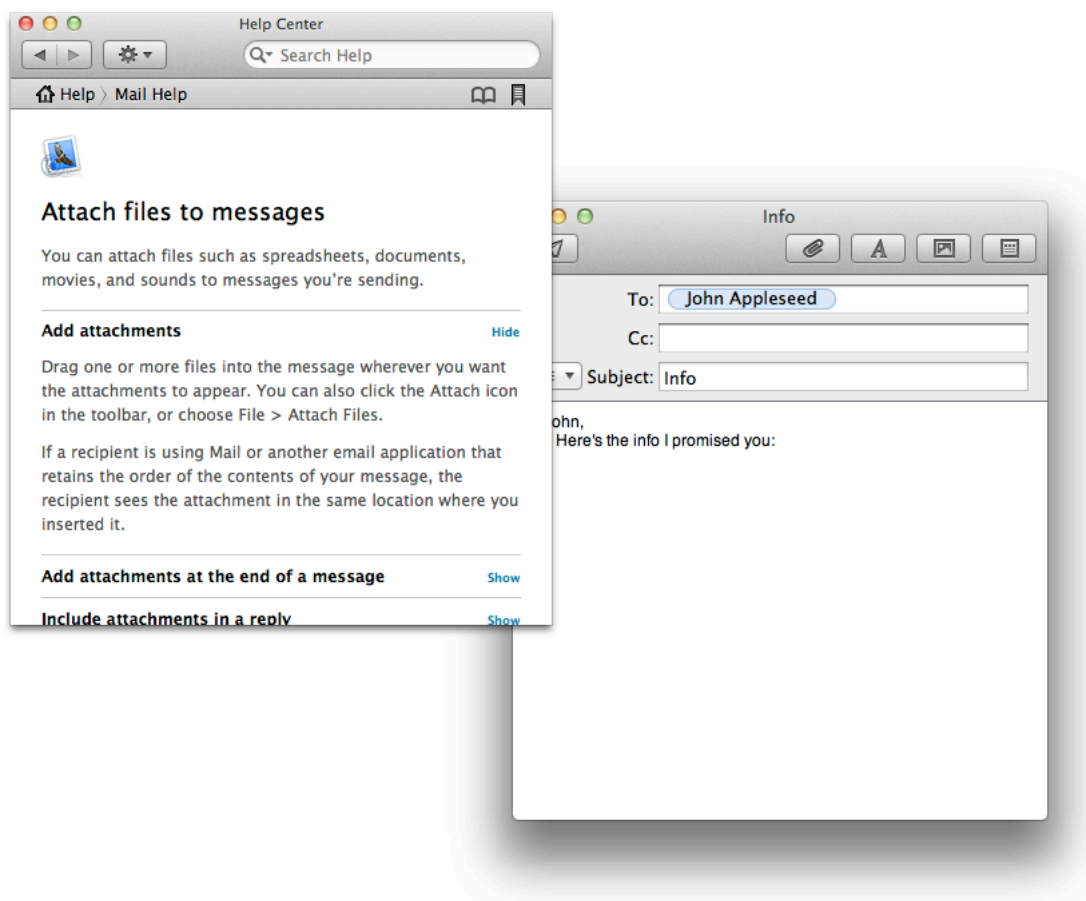 Help Center
Search Help
Help 〉 Mail Help
Attach files to messages
You can attach files such as spreadsheets, documents,
movies, and sounds to messages you're sending.
Add attachments Hide
Drag one or more files into the message wherever you want
the attachments to appear. You can also click the Attach icon
in the toolbar, or choose File > Attach Files.
If a recipient is using Mail or another email application that
retains the order of the contents of your message, the
recipient sees the attachment in the same location where you
inserted it.
Add attachments at the end of a message Show
Include attachments in a reply Show
Info
A
To: John Appleseed
Cc:
Subject: Info
ohn,
Here's the info I promised you: